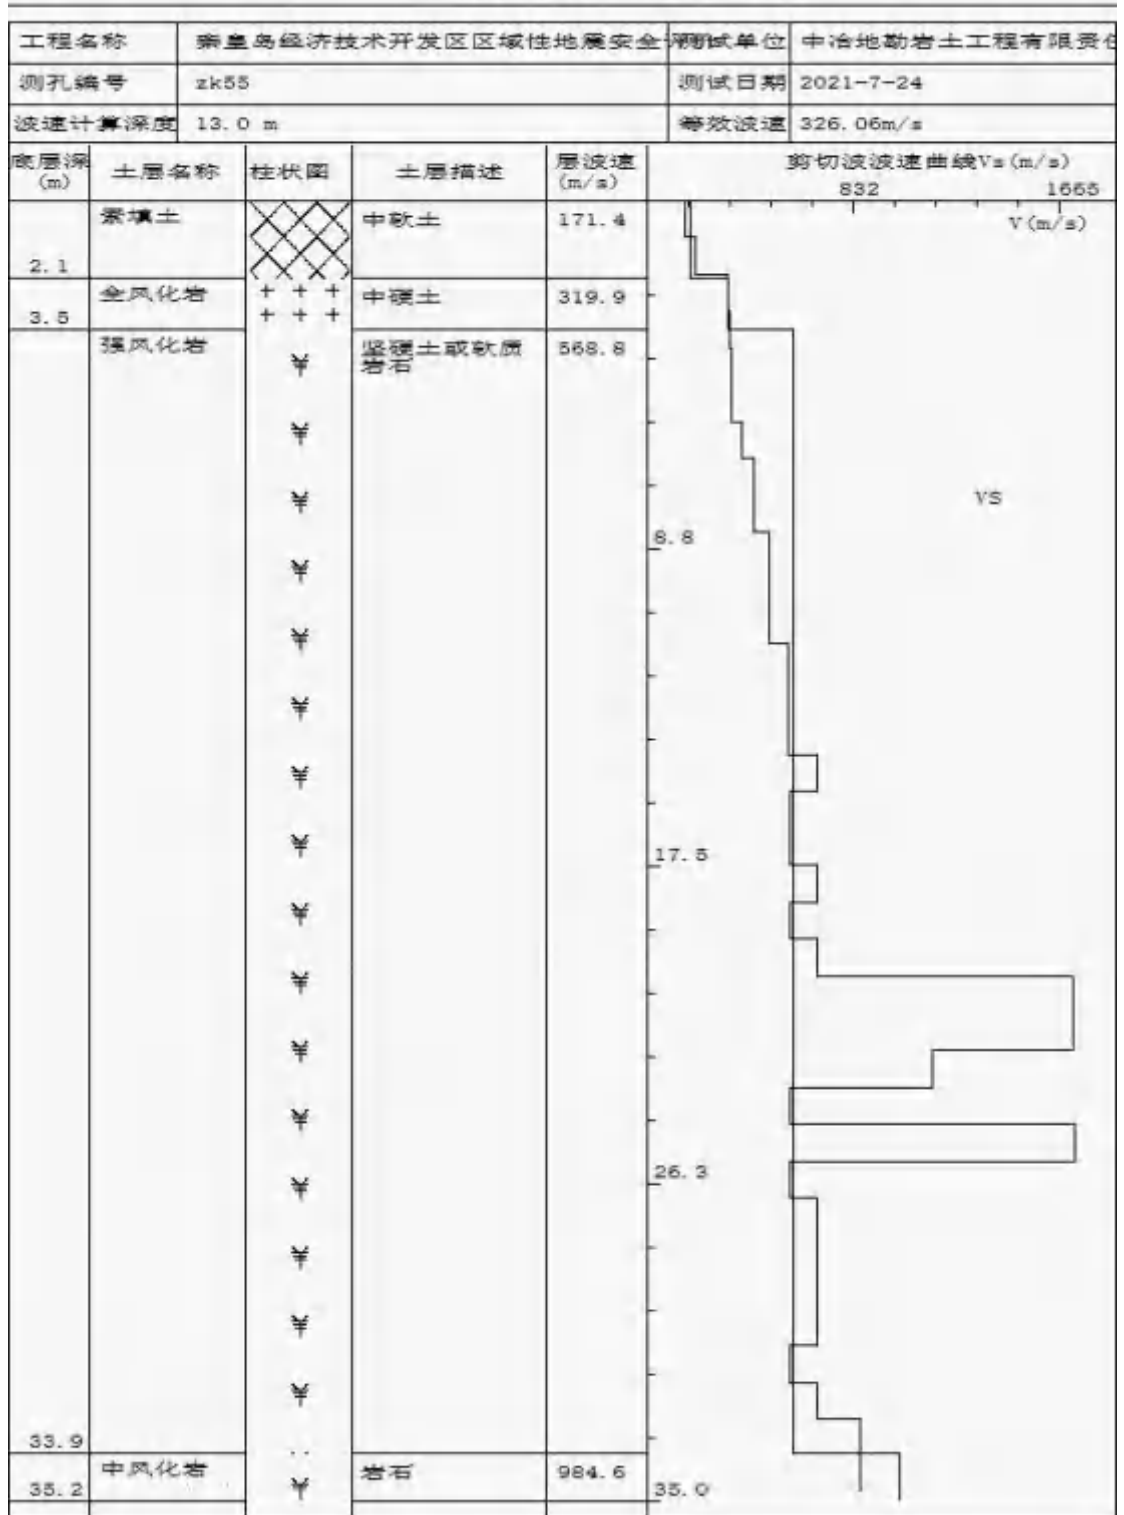 工程名称 秦皇岛经济技术开发区区域性地震安全 测试单位 中冶地勘岩土工程有限责任
测孔编号 zk55 测试日期 2021-7-24
波速计算深度 13.0 m 等效波速 326.06m/s
底层深(m) 土层名称 柱状图 土层描述 层波速(m/s) 剪切波波速曲线Vs(m/s)
832 1665
V(m/s)
素填土 中软土 171.4
2.1
全风化岩 中硬土 319.9
3.5
强风化岩 坚硬土或软质岩石 568.8
VS
8.8
17.5
26.3
33.9
中风化岩 岩石 984.6
35.2 35.0